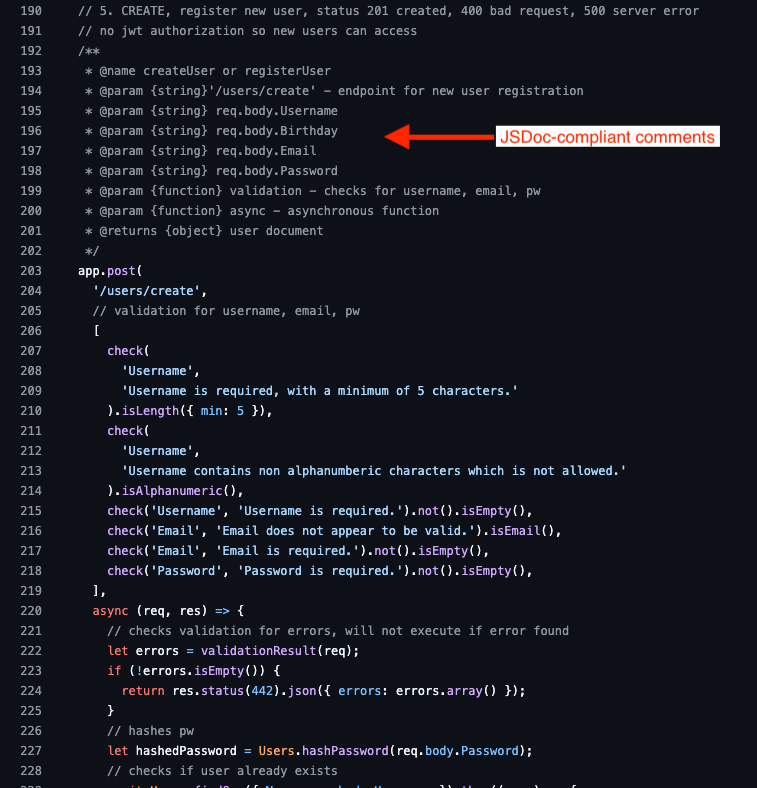 190 // 5. CREATE, register new user, status 201 created, 400 bad request, 500 server error
191 // no jwt authorization so new users can access
192 /**
193 * @name createUser or registerUser
194 * @param {string}'/users/create' - endpoint for new user registration
195 * @param {string} req.body.Username
196 * @param {string} req.body.Birthday
JSDoc-compliant comments
197 * @param {string} req.body.Email
198 * @param {string} req.body.Password
199 * @param {function} validation - checks for username, email, pw
200 * @param {function} async - asynchronous function
201 * @returns {object} user document
202 */
203 app.post(
204 '/users/create',
205 // validation for username, email, pw
206 [
207 check(
208 'Username',
209 'Username is required, with a minimum of 5 characters.'
210 ).isLength({ min: 5 }),
211 check(
212 'Username',
213 'Username contains non alphanumberic characters which is not allowed.'
214 ).isAlphanumeric(),
215 check('Username', 'Username is required.').not().isEmpty(),
216 check('Email', 'Email does not appear to be valid.').isEmail(),
217 check('Email', 'Email is required.').not().isEmpty(),
218 check('Password', 'Password is required.').not().isEmpty(),
219 ],
220 async (req, res) => {
221 // checks validation for errors, will not execute if error found
222 let errors = validationResult(req);
223 if (!errors.isEmpty()) {
224 return res.status(442).json({ errors: errors.array() });
225 }
226 // hashes pw
227 let hashedPassword = Users.hashPassword(req.body.Password);
228 // checks if user already exists